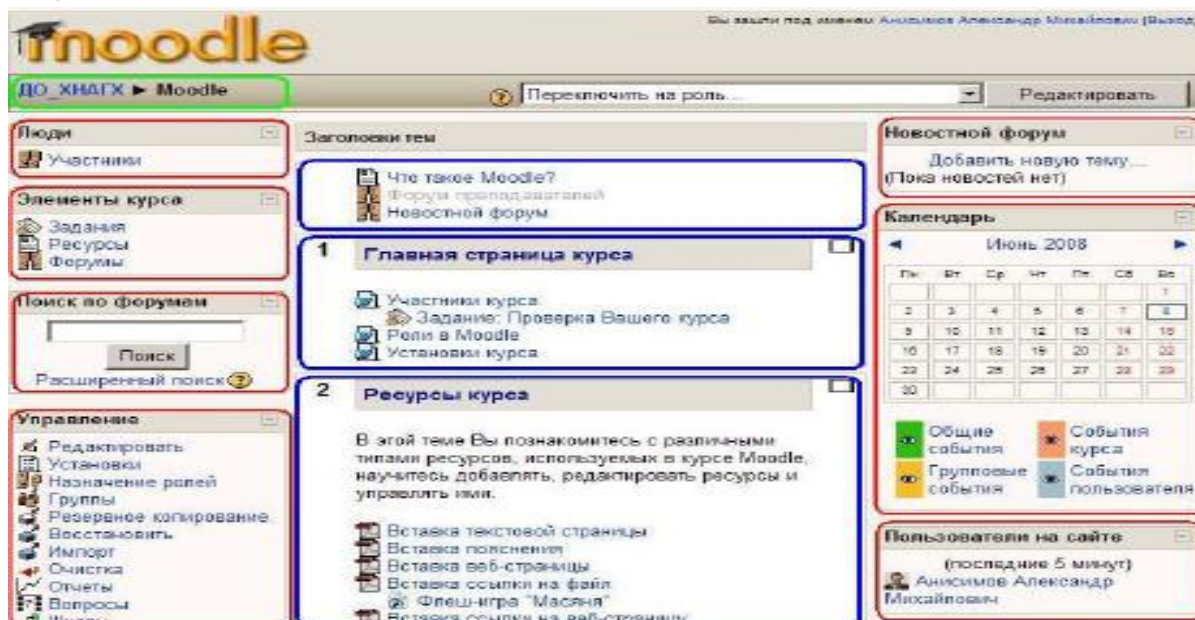 moodle
Вы зашли под именем Анисимов Александр Михайлович (Выход
ДО_ХНАГХ ► Moodle
Переключить на роль...
Редактировать
Люди
Участники
Элементы курса
Задания
Ресурсы
Форумы
Поиск по форумам
Поиск
Расширенный поиск
Управление
Редактировать
Установки
Назначение ролей
Группы
Резервное копирование
Восстановить
Импорт
Очистка
Отчеты
Вопросы
Шкалы
Заголовки тем
Что такое Moodle?
Форум преподавателей
Новостной форум
1 Главная страница курса
Участники курса
Задание: Проверка Вашего курса
Роли в Moodle
Установки курса
2 Ресурсы курса
В этой теме Вы познакомитесь с различными
типами ресурсов, используемых в курсе Moodle,
научитесь добавлять, редактировать ресурсы и
управлять ими.
Вставка текстовой страницы
Вставка пояснения
Вставка веб-страницы
Вставка ссылки на файл
Флеш-игра "Масяня"
Вставка ссылки на веб-страницу
Новостной форум
Добавить новую тему...
(Пока новостей нет)
Календарь
◄ Июнь 2008 ►
Пн Вт Ср Чт Пт Сб Вс
1
2 3 4 5 6 7 8
9 10 11 12 13 14 15
16 17 18 19 20 21 22
23 24 25 26 27 28 29
30
Общие события
События курса
Групповые события
События пользователя
Пользователи на сайте
(последние 5 минут)
Анисимов Александр
Михайлович